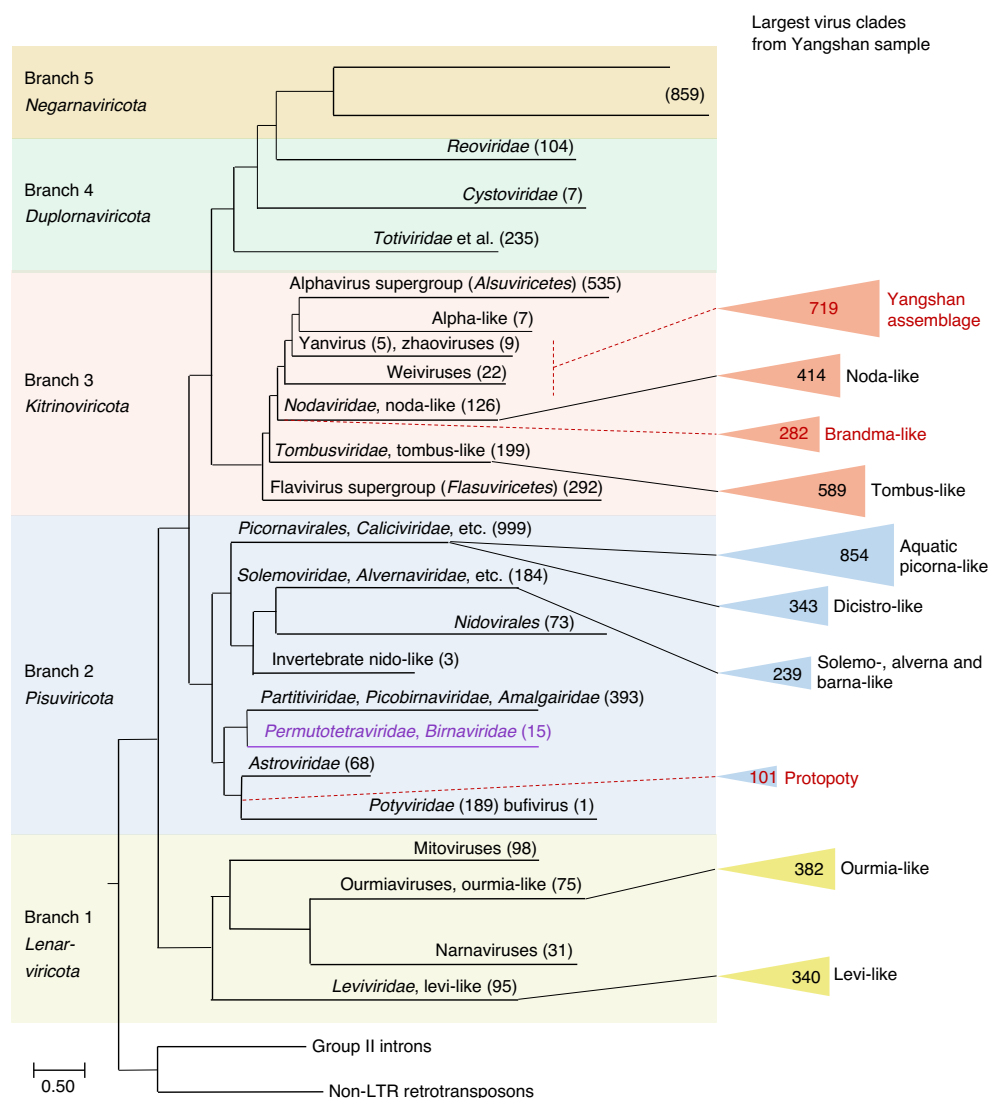 Largest virus clades
from Yangshan sample
Branch 5
Negarnaviricota
(859)
Reoviridae (104)
Branch 4
Duplornaviricota
Cystoviridae (7)
Totiviridae et al. (235)
Alphavirus supergroup (Alsuviricetes) (535)
Alpha-like (7)
Yanvirus (5), zhaoviruses (9)
Weiviruses (22)
Branch 3
Kitrinoviricota
Nodaviridae, noda-like (126)
Tombusviridae, tombus-like (199)
Flavivirus supergroup (Flasuviricetes) (292)
719
Yangshan
assemblage
414
Noda-like
282
Brandma-like
589
Tombus-like
Picornavirales, Caliciviridae, etc. (999)
Solemoviridae, Alvernaviridae, etc. (184)
Nidovirales (73)
Invertebrate nido-like (3)
Branch 2
Pisuviricota
Partitiviridae, Picobirnaviridae, Amalgairidae (393)
Permutotetraviridae, Birnaviridae (15)
Astroviridae (68)
Potyviridae (189) bufivirus (1)
854
Aquatic
picorna-like
343
Dicistro-like
239
Solemo-, alverna and
barna-like
101
Protopoty
Mitoviruses (98)
Ourmiaviruses, ourmia-like (75)
Branch 1
Lenar-
viricota
Narnaviruses (31)
Leviviridae, levi-like (95)
382
Ourmia-like
340
Levi-like
Group II introns
Non-LTR retrotransposons
0.50